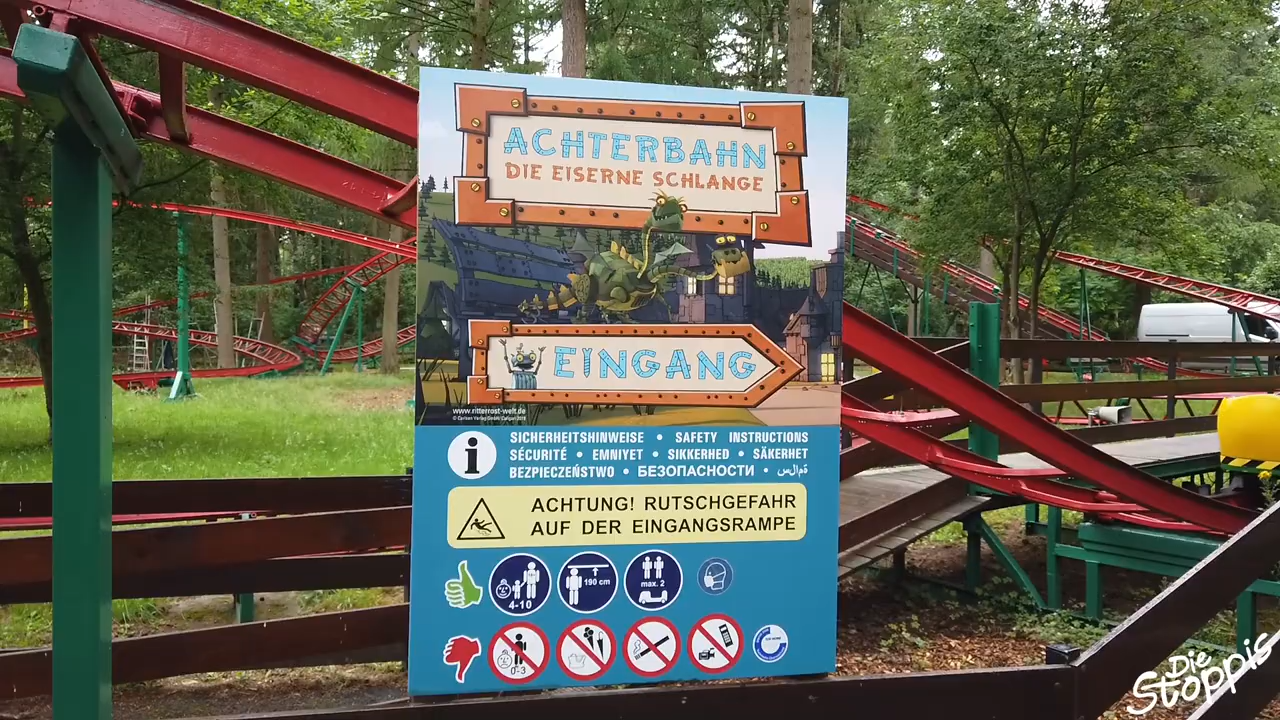 ACHTERBAHN
DIE EISERNE SCHLANGE
EINGANG
www.ritterrost-welt.de
SICHERHEITSHINWEISE • SAFETY INSTRUCTIONS
SÉCURITÉ • EMNIYET • SIKKERHED • SÄKERHET
BEZPIECZEŃSTWO • БЕЗОПАСНОСТИ •
ACHTUNG! RUTSCHGEFAHR
AUF DER EINGANGSRAMPE
4-10
190 cm
max. 2
0-3
Die
Stoppis